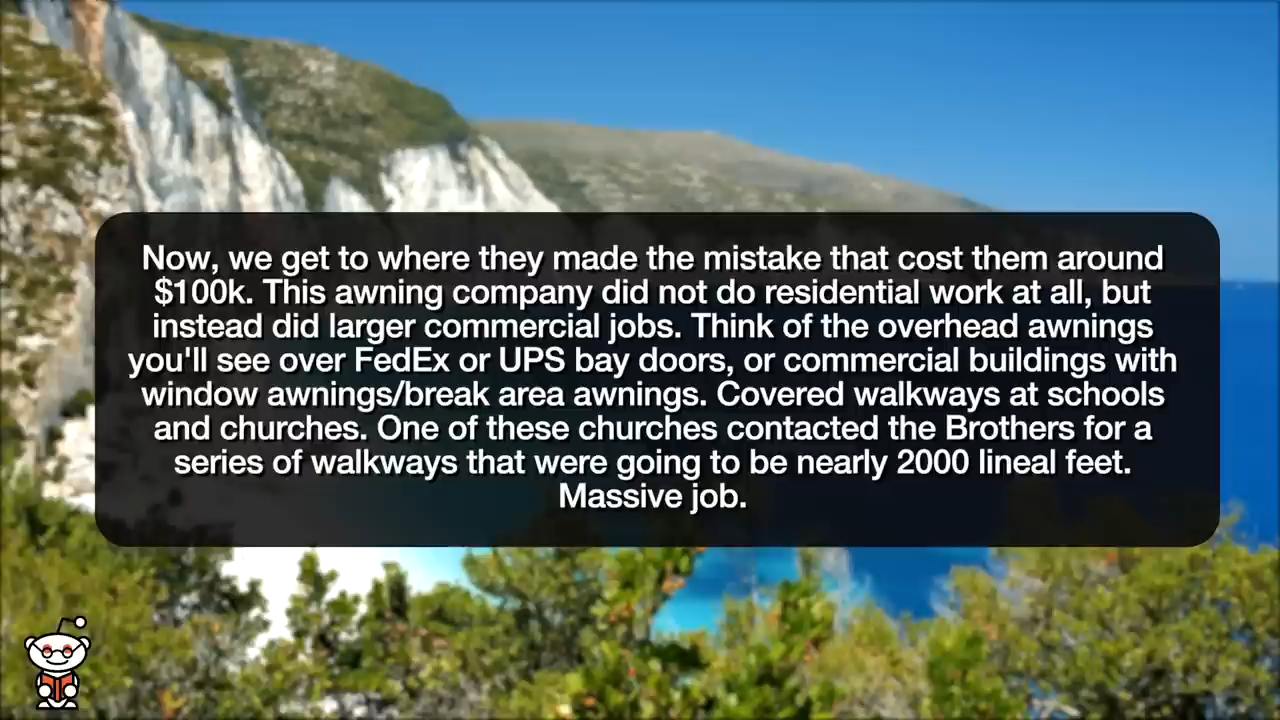 Now, we get to where they made the mistake that cost them around
$100k. This awning company did not do residential work at all, but
instead did larger commercial jobs. Think of the overhead awnings
you'll see over FedEx or UPS bay doors, or commercial buildings with
window awnings/break area awnings. Covered walkways at schools
and churches. One of these churches contacted the Brothers for a
series of walkways that were going to be nearly 2000 lineal feet.
Massive job.